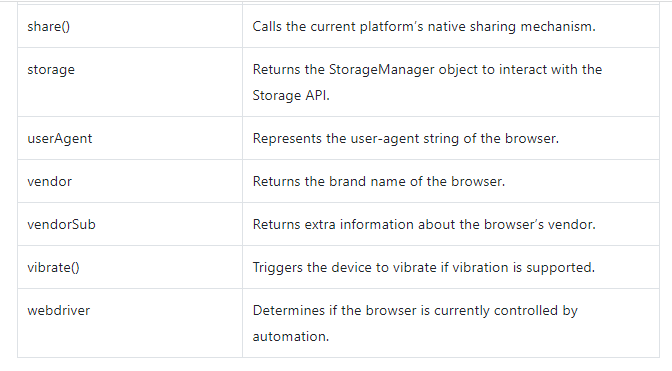 share() Calls the current platform's native sharing mechanism.
storage Returns the StorageManager object to interact with the
Storage API.
userAgent Represents the user-agent string of the browser.
vendor Returns the brand name of the browser.
vendorSub Returns extra information about the browser's vendor.
vibrate() Triggers the device to vibrate if vibration is supported.
webdriver Determines if the browser is currently controlled by
automation.